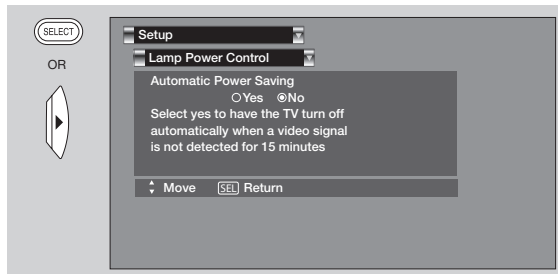 SELECT
OR
Setup
Lamp Power Control
Automatic Power Saving
Yes No
Select yes to have the TV turn off
automatically when a video signal
is not detected for 15 minutes
Move SEL Return